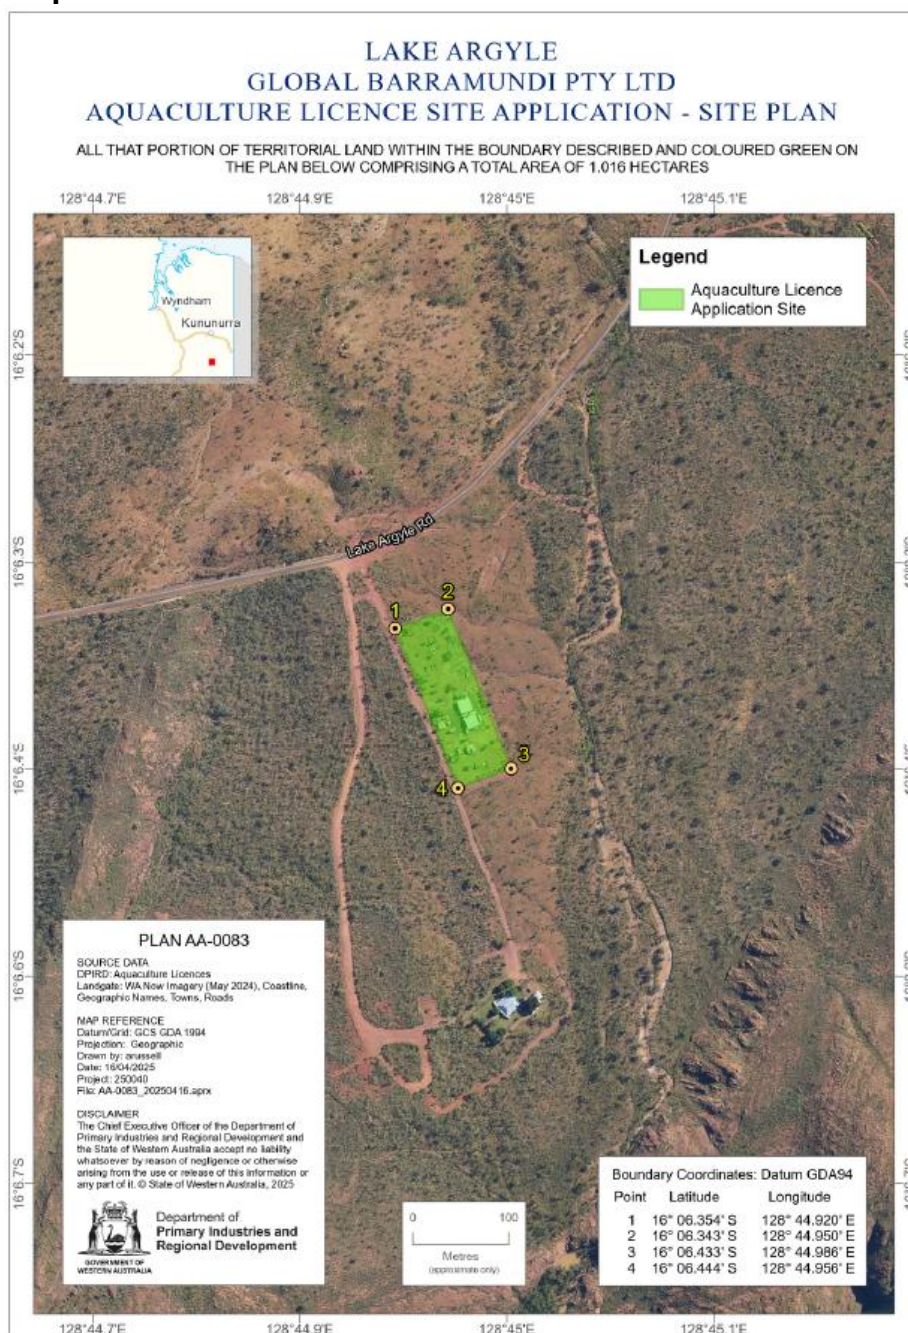 LAKE ARGYLE
GLOBAL BARRAMUNDI PTY LTD
AQUACULTURE LICENCE SITE APPLICATION - SITE PLAN
ALL THAT PORTION OF TERRITORIAL LAND WITHIN THE BOUNDARY DESCRIBED AND COLOURED GREEN ON
THE PLAN BELOW COMPRISING A TOTAL AREA OF 1.016 HECTARES
128°44.7'E 128°44.9'E 128°45'E 128°45.1'E
Wyndham
Kununurra
Legend
Aquaculture Licence
Application Site
16°6.2'S
Lake Argyle Rd
16°6.3'S
1
2
3
4
16°6.4'S
16°6.4'S
16°6.6'S
16°6.7'S
PLAN AA-0083
SOURCE DATA
DPIRD: Aquaculture Licences
Landgate: WA Now Imagery (May 2024), Coastline,
Geographic Names, Towns, Roads
MAP REFERENCE
Datum/Grid: GCS GDA 1994
Projection: Geographic
Drawn by: arussell
Date: 16/04/2025
Project: 250040
File: AA-0083_20250416.aprx
DISCLAIMER
The Chief Executive Officer of the Department of
Primary Industries and Regional Development and
the State of Western Australia accept no liability
whatsoever by reason of negligence or otherwise
arising from the use or release of this information or
any part of it. © State of Western Australia, 2025
GOVERNMENT OF
WESTERN AUSTRALIA
Department of
Primary Industries and
Regional Development
0 100
Metres
(approximate only)
Boundary Coordinates: Datum GDA94
Point Latitude Longitude
1 16° 06.354' S 128° 44.920' E
2 16° 06.343' S 128° 44.950' E
3 16° 06.433' S 128° 44.986' E
4 16° 06.444' S 128° 44.956' E
128°44.7'E 128°44.9'E 128°45'E 128°45.1'E